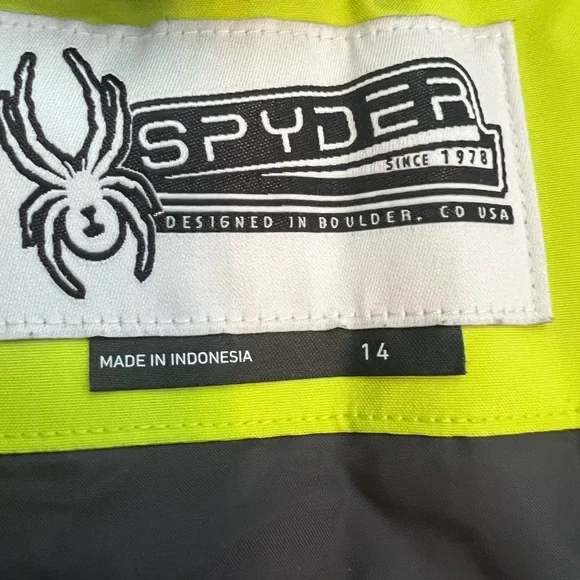 SPYDER
SINCE 1978
DESIGNED IN BOULDER, CO USA
MADE IN INDONESIA 14